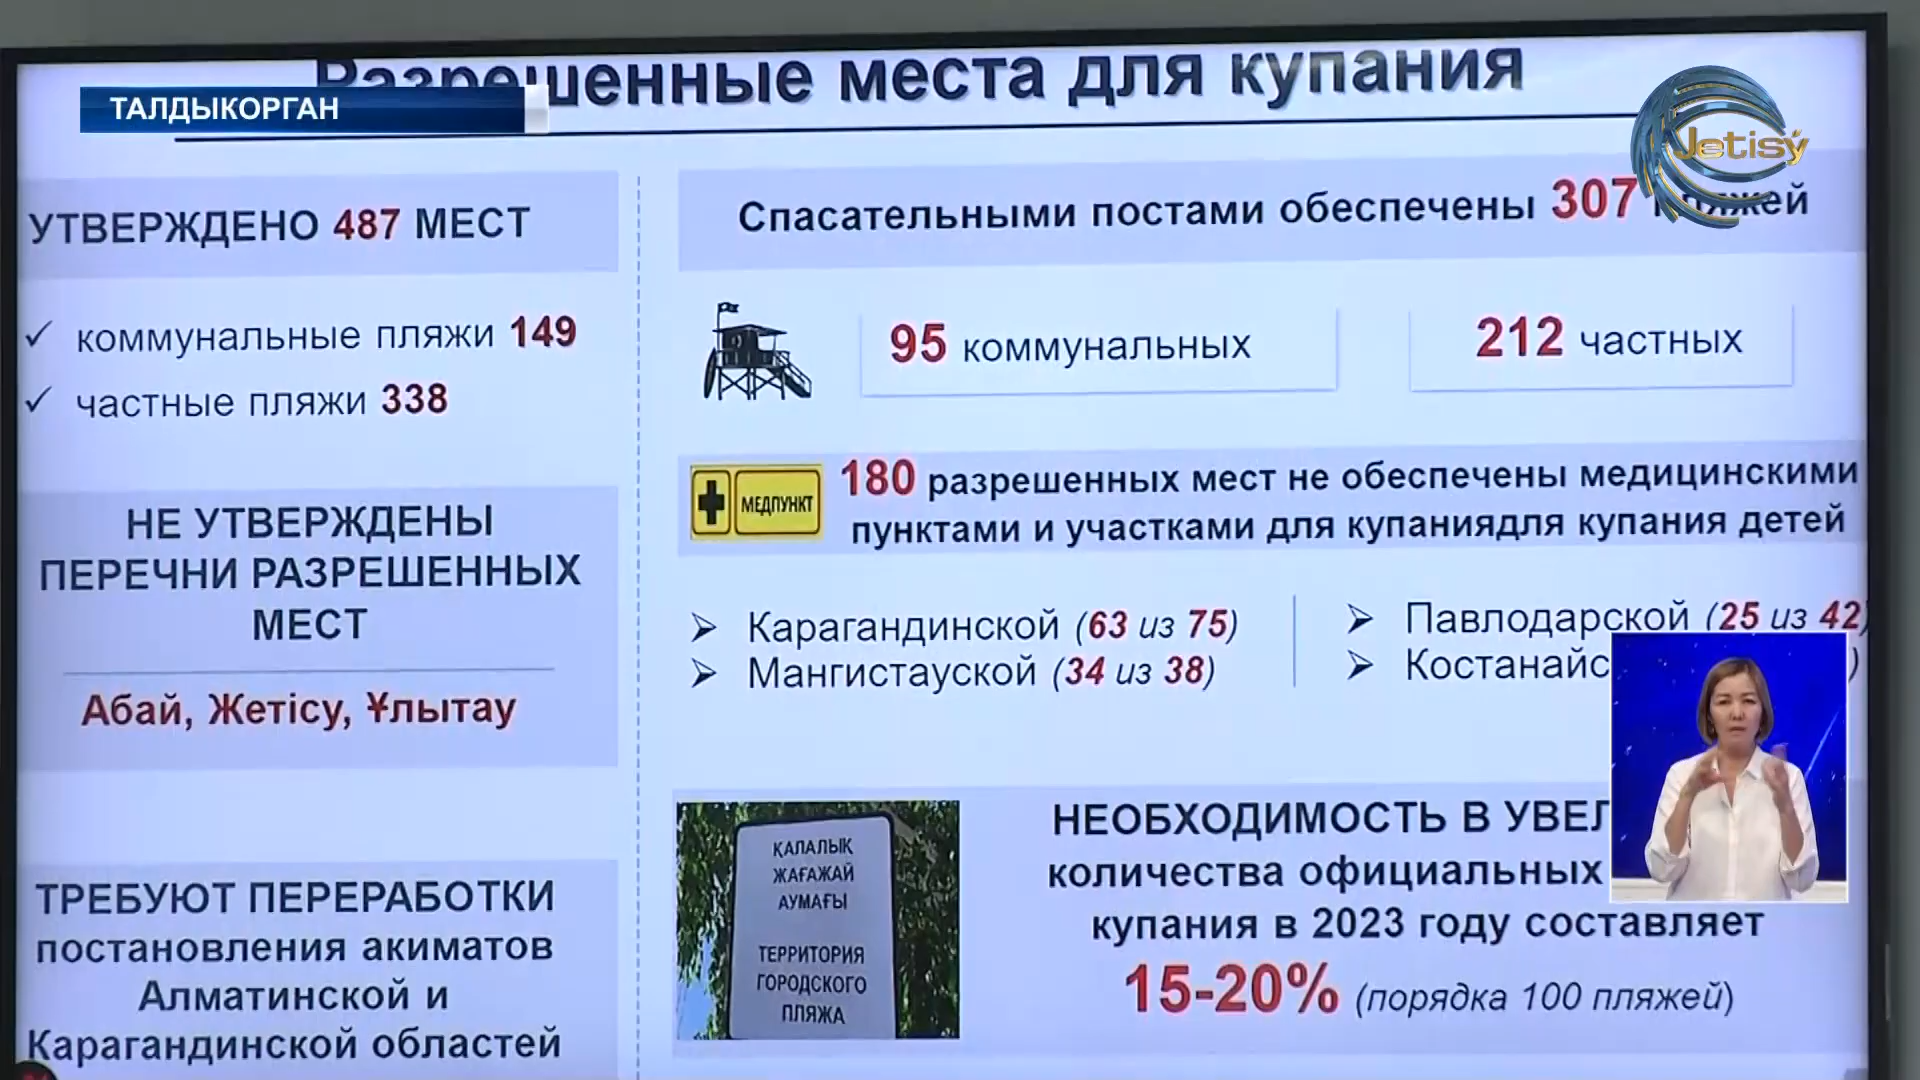 Разрешенные места для купания
ТАЛДЫКОРГАН
Jetisý
УТВЕРЖДЕНО 487 МЕСТ
✓ коммунальные пляжи 149
✓ частные пляжи 338
НЕ УТВЕРЖДЕНЫ
ПЕРЕЧНИ РАЗРЕШЕННЫХ
МЕСТ
Абай, Жетісу, Ұлытау
ТРЕБУЮТ ПЕРЕРАБОТКИ
постановления акиматов
Алматинской и
Карагандинской областей
Спасательными постами обеспечены 307 пляжей
95 коммунальных
212 частных
МЕДПУНКТ
180 разрешенных мест не обеспечены медицинскими
пунктами и участками для купаниядля купания детей
Карагандинской (63 из 75)
Мангистауской (34 из 38)
Павлодарской (25 из 42)
ҚАЛАЛЫҚ
ЖАҒАЖАЙ
АУМАҒЫ
ТЕРРИТОРИЯ
ГОРОДСКОГО
ПЛЯЖА
НЕОБХОДИМОСТЬ В
количества официальных
купания в 2023 году составляет
15-20% (порядка 100 пляжей)